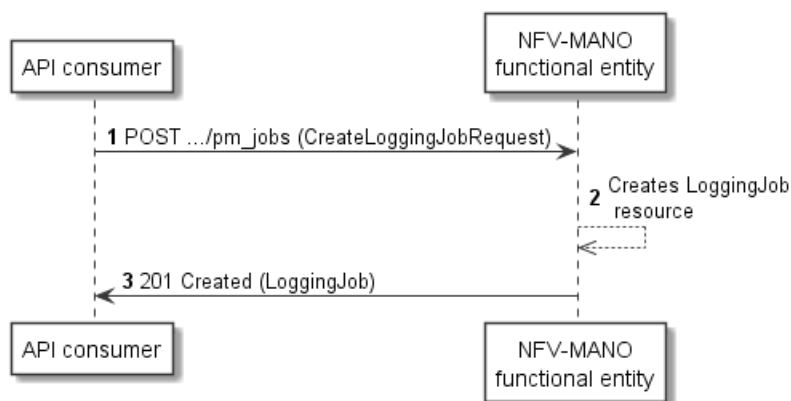 API consumer
NFV-MANO
functional entity
1 POST .../pm_jobs (CreateLoggingJobRequest)
2 Creates LoggingJob
resource
3 201 Created (LoggingJob)
API consumer
NFV-MANO
functional entity